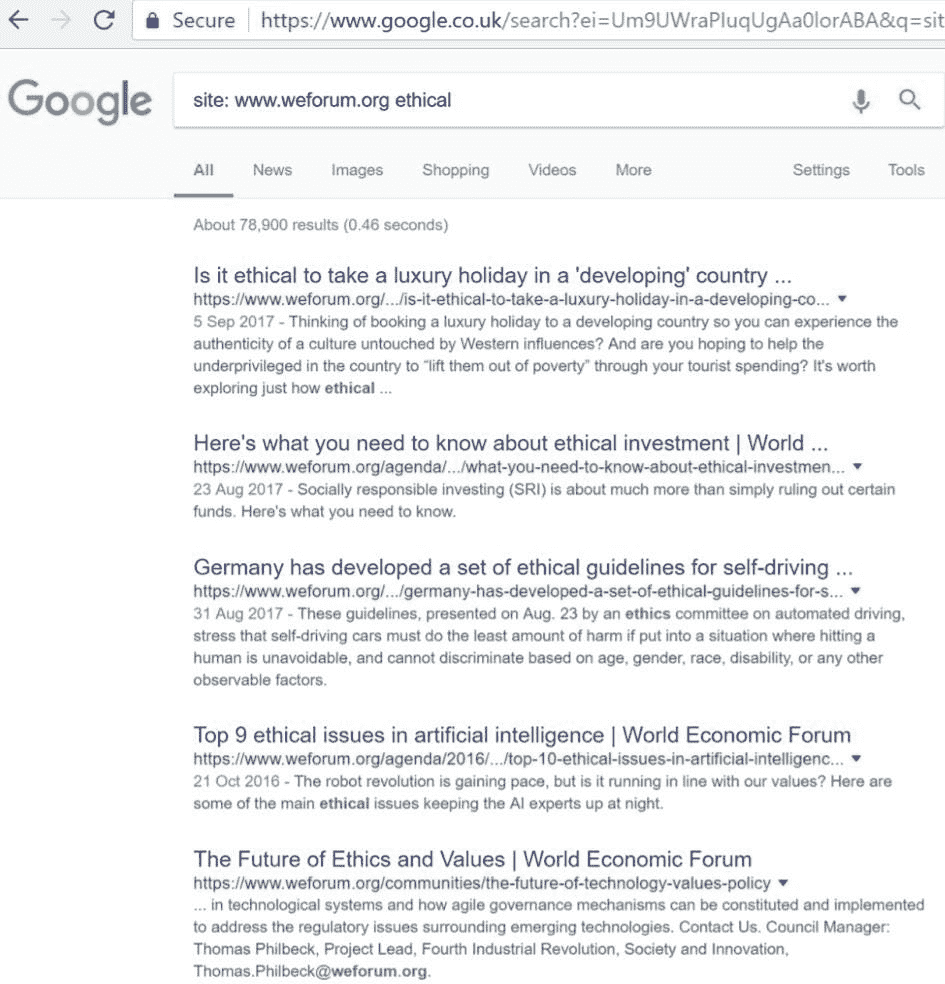 Secure https://www.google.co.uk/search?ei=Um9UWraPIuqUgAa0lorABA&q=sit
Google
site: www.weforum.org ethical
All News Images Shopping Videos More Settings Tools
About 78,900 results (0.46 seconds)
Is it ethical to take a luxury holiday in a 'developing' country ...
https://www.weforum.org/.../is-it-ethical-to-take-a-luxury-holiday-in-a-developing-co...
5 Sep 2017 - Thinking of booking a luxury holiday to a developing country so you can experience the
authenticity of a culture untouched by Western influences? And are you hoping to help the
underprivileged in the country to “lift them out of poverty” through your tourist spending? It's worth
exploring just how ethical ...
Here's what you need to know about ethical investment | World ...
https://www.weforum.org/agenda/.../what-you-need-to-know-about-ethical-investmen...
23 Aug 2017 - Socially responsible investing (SRI) is about much more than simply ruling out certain
funds. Here's what you need to know.
Germany has developed a set of ethical guidelines for self-driving ...
https://www.weforum.org/.../germany-has-developed-a-set-of-ethical-guidelines-for-s...
31 Aug 2017 - These guidelines, presented on Aug. 23 by an ethics committee on automated driving,
stress that self-driving cars must do the least amount of harm if put into a situation where hitting a
human is unavoidable, and cannot discriminate based on age, gender, race, disability, or any other
observable factors.
Top 9 ethical issues in artificial intelligence | World Economic Forum
https://www.weforum.org/agenda/2016/.../top-10-ethical-issues-in-artificial-intelligenc...
21 Oct 2016 - The robot revolution is gaining pace, but is it running in line with our values? Here are
some of the main ethical issues keeping the AI experts up at night.
The Future of Ethics and Values | World Economic Forum
https://www.weforum.org/communities/the-future-of-technology-values-policy
... in technological systems and how agile governance mechanisms can be constituted and implemented
to address the regulatory issues surrounding emerging technologies. Contact Us. Council Manager:
Thomas Philbeck, Project Lead, Fourth Industrial Revolution, Society and Innovation,
Thomas.Philbeck@weforum.org.